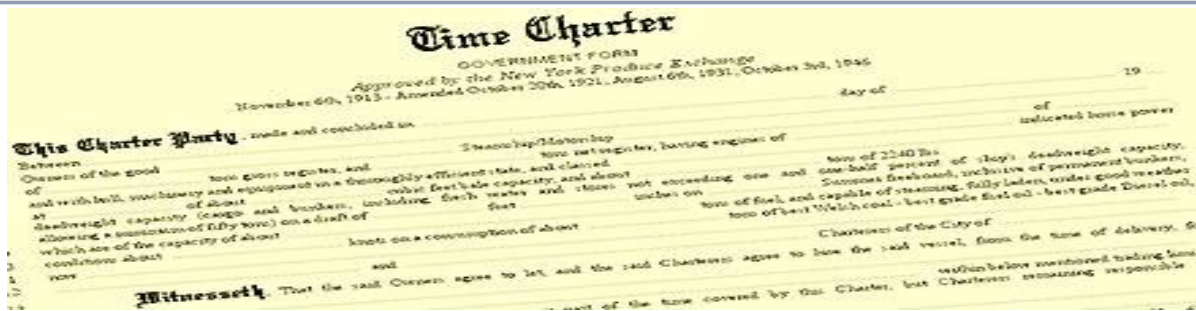 Time Charter
GOVERNMENT FORM
Approved by the New York Produce Exchange
November 6th, 1913 - Amended October 20th, 1921; August 6th, 1931; October 3rd, 1946
This Charter Party, made and concluded in day of 19
Between
Owners of the good Steamship/Motorship of
of tons gross register, and tons net register, having engines of indicated horse power
and with hull, machinery and equipment in a thoroughly efficient state, and classed
at of about cubic feet bale capacity, and about tons of 2240 lbs
deadweight capacity (cargo and bunkers, including fresh water and stores not exceeding one and one-half percent of ship's deadweight capacity,
allowing a minimum of fifty tons) on a draft of feet inches on Summer freeboard, inclusive of permanent bunkers,
which are of the capacity of about tons of fuel, and capable of steaming, fully laden, under good weather
conditions about knots on a consumption of about tons of best Welch coal - best grade fuel oil - best grade Diesel oil,
now
and Charterers of the City of
Witnesseth, That the said Owners agree to let, and the said Charterers agree to hire the said vessel, from the time of delivery,
within below mentioned trading
part of the time covered by this Charter, but Charterers remaining responsible